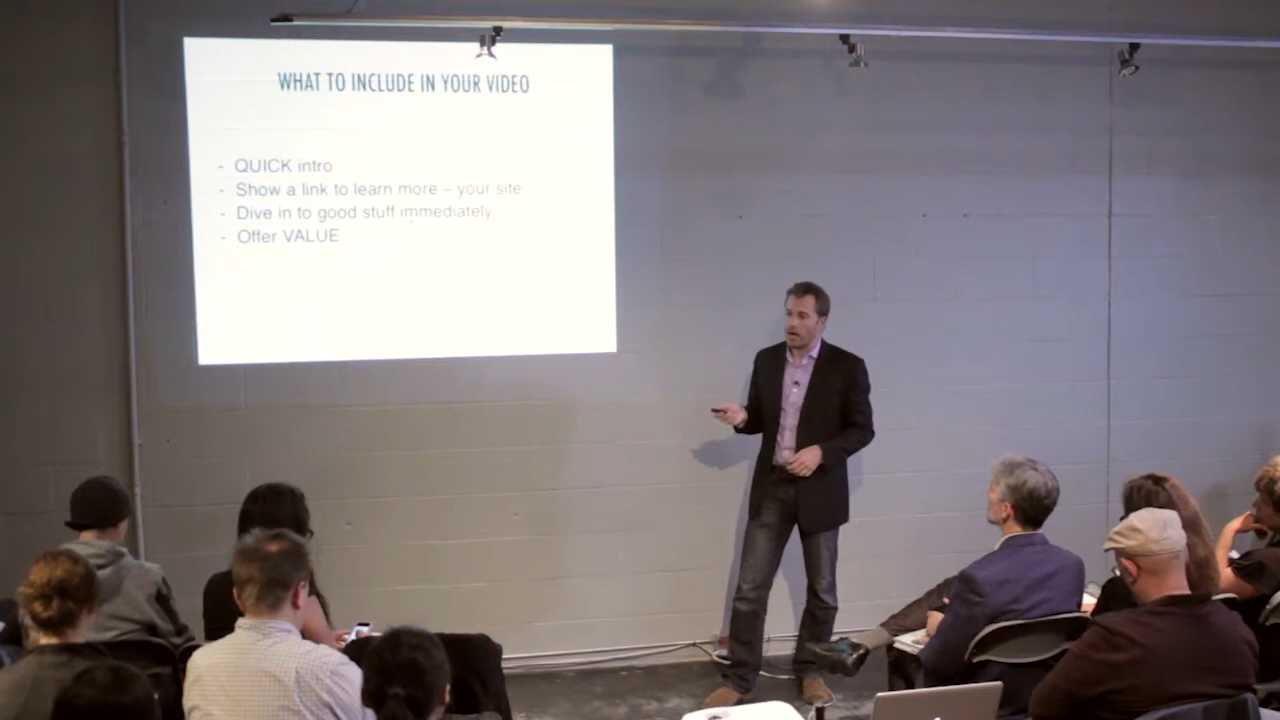 WHAT TO INCLUDE IN YOUR VIDEO
- QUICK intro
- Show a link to learn more – your site
- Dive in to good stuff immediately
- Offer VALUE